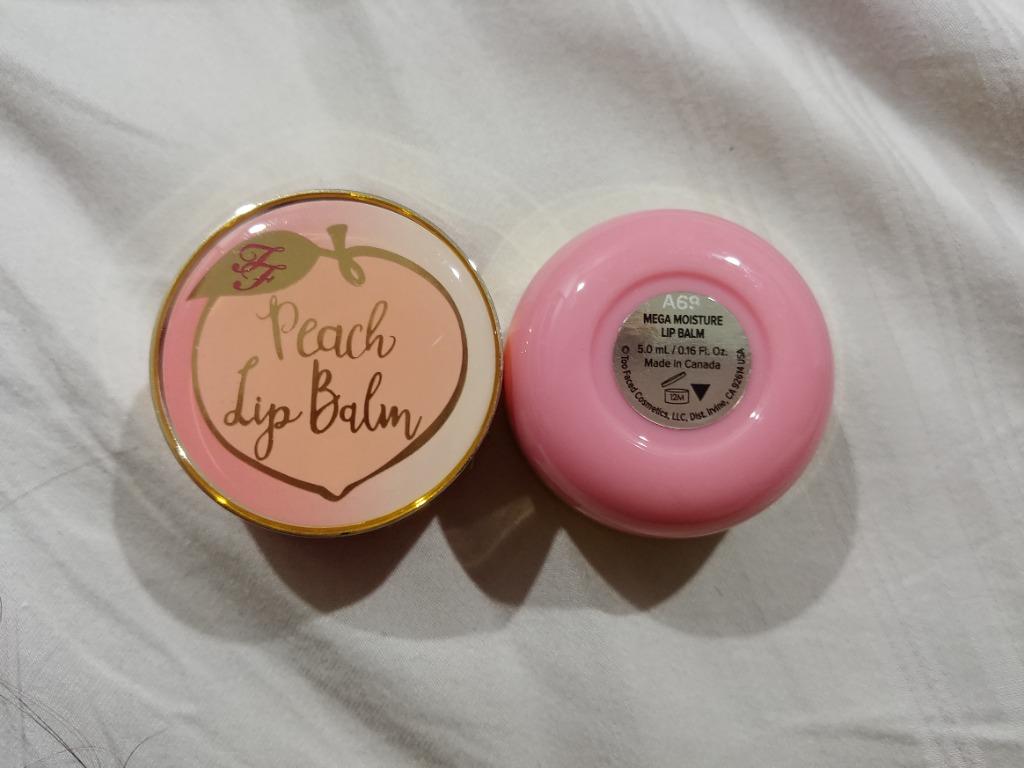 TF
Peach
Lip Balm
A69
MEGA MOISTURE
LIP BALM
5.0 mL / 0.16 Fl. Oz.
Made in Canada
12M
© Too Faced Cosmetics, LLC, Dist. Irvine, CA 92614 USA